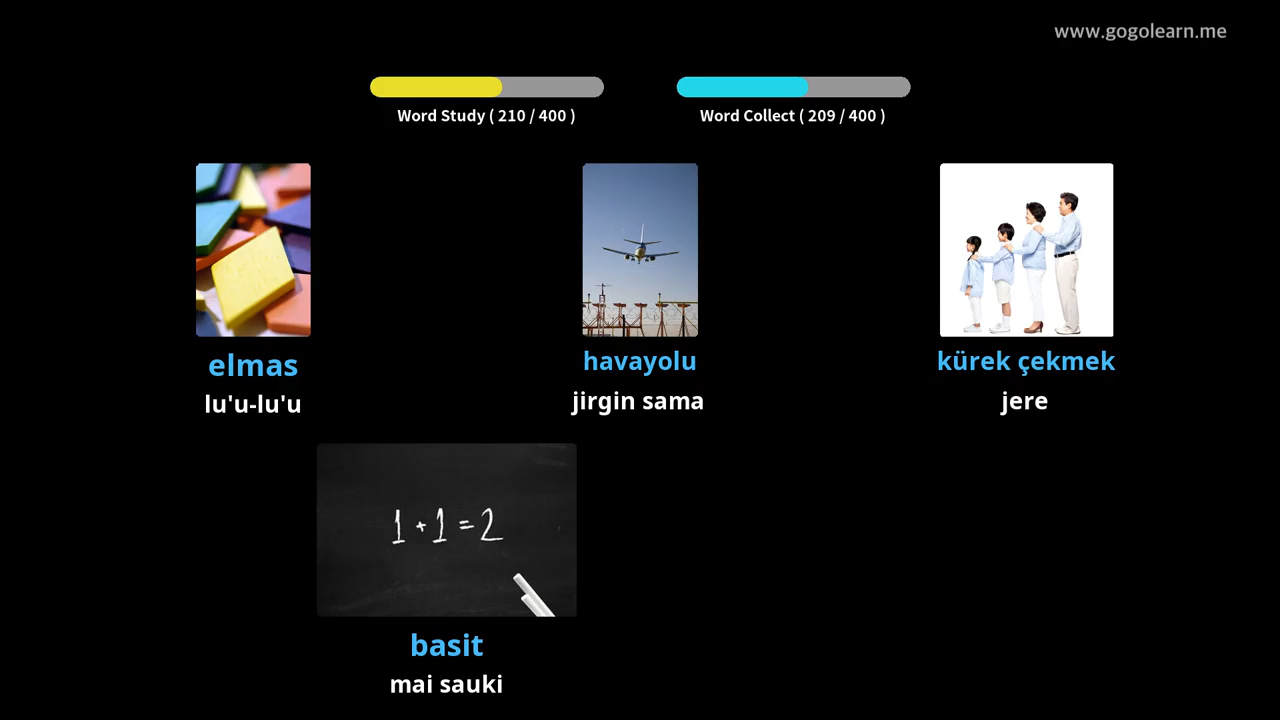 www.gogolearn.me
Word Study ( 210 / 400 )
Word Collect ( 209 / 400 )
elmas
lu'u-lu'u
havayolu
jirgin sama
kürek çekmek
jere
1 + 1 = 2
basit
mai sauki